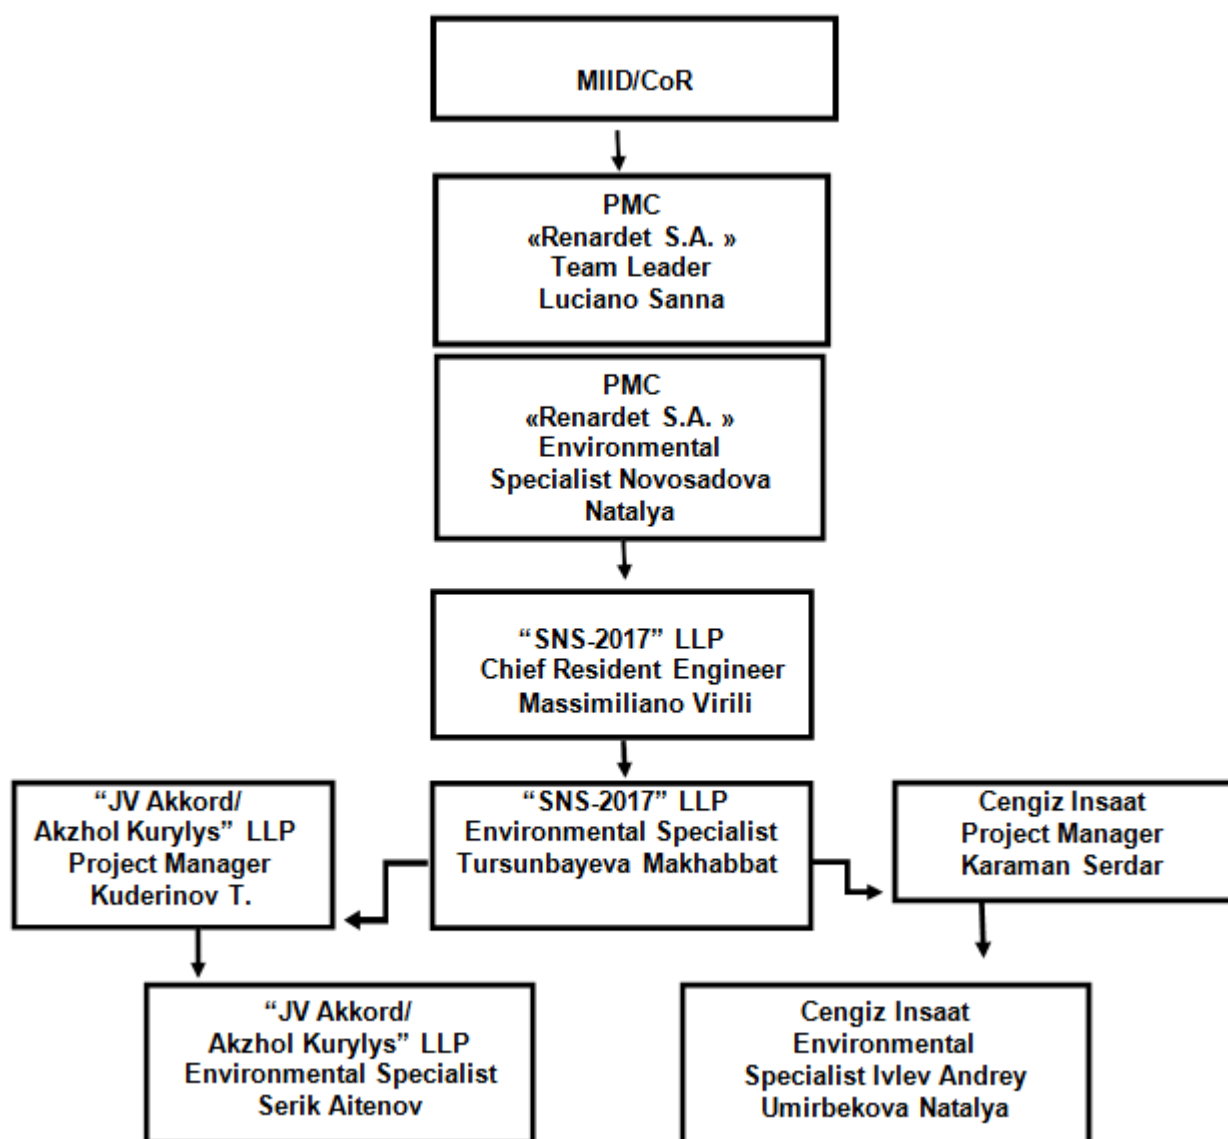 MIID/CoR
PMC
«Renardet S.A. »
Team Leader
Luciano Sanna
PMC
«Renardet S.A. »
Environmental
Specialist Novosadova
Natalya
“SNS-2017” LLP
Chief Resident Engineer
Massimiliano Virili
“JV Akkord/
Akzhol Kurylys” LLP
Project Manager
Kuderinov T.
“SNS-2017” LLP
Environmental Specialist
Tursunbayeva Makhabbat
Cengiz Insaat
Project Manager
Karaman Serdar
“JV Akkord/
Akzhol Kurylys” LLP
Environmental Specialist
Serik Aitenov
Cengiz Insaat
Environmental
Specialist Ivlev Andrey
Umirbekova Natalya